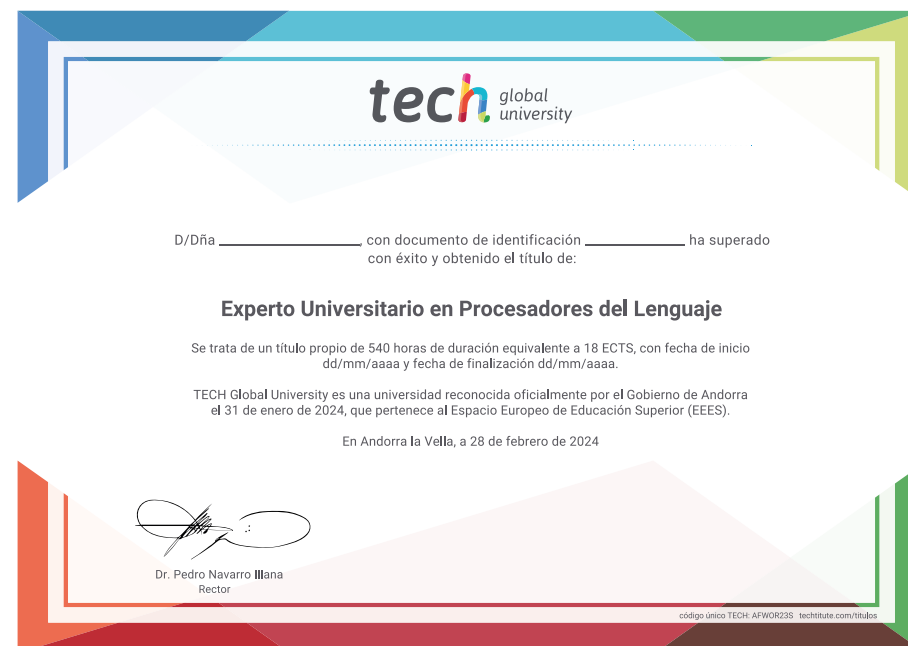 tech global university
D/Dña ____________________, con documento de identificación ______________ ha superado
con éxito y obtenido el título de:
Experto Universitario en Procesadores del Lenguaje
Se trata de un título propio de 540 horas de duración equivalente a 18 ECTS, con fecha de inicio
dd/mm/aaaa y fecha de finalización dd/mm/aaaa.
TECH Global University es una universidad reconocida oficialmente por el Gobierno de Andorra
el 31 de enero de 2024, que pertenece al Espacio Europeo de Educación Superior (EEES).
En Andorra la Vella, a 28 de febrero de 2024
Dr. Pedro Navarro Illana
Rector
código único TECH: AFWOR23S techtitute.com/titulos